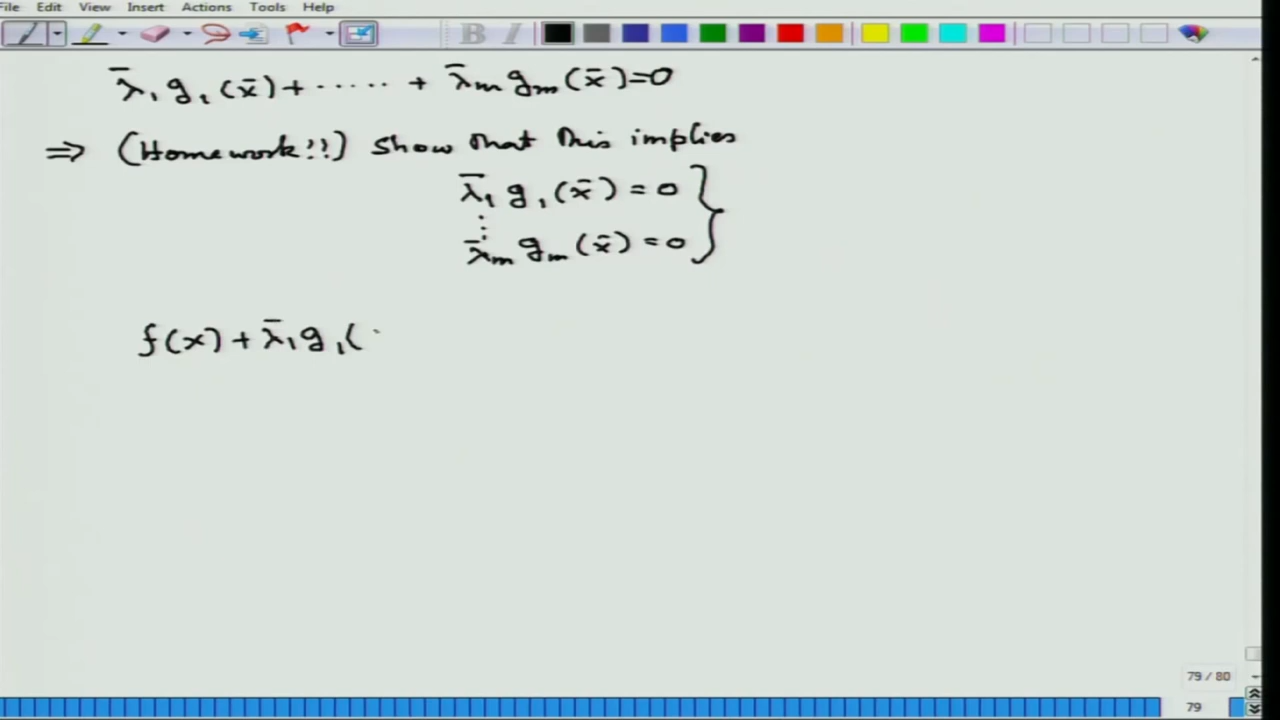 File Edit View Insert Actions Tools Help
B I
λ̄₁ g₁(x̄)+ ..... + λ̄ₘ gₘ(x̄)=0
⇒ (Homework!!) Show that this implies
λ̄₁ g₁(x̄) = 0
⋮
λ̄ₘ gₘ(x̄) = 0 }
f(x) + λ̄₁ g₁(
79 / 80
79